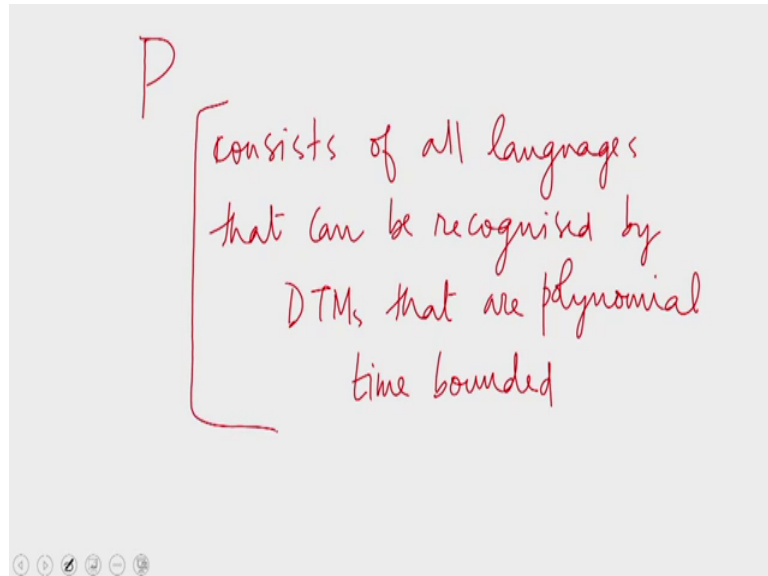 P
consists of all languages
that can be recognised by
DTMs that are polynomial
time bounded